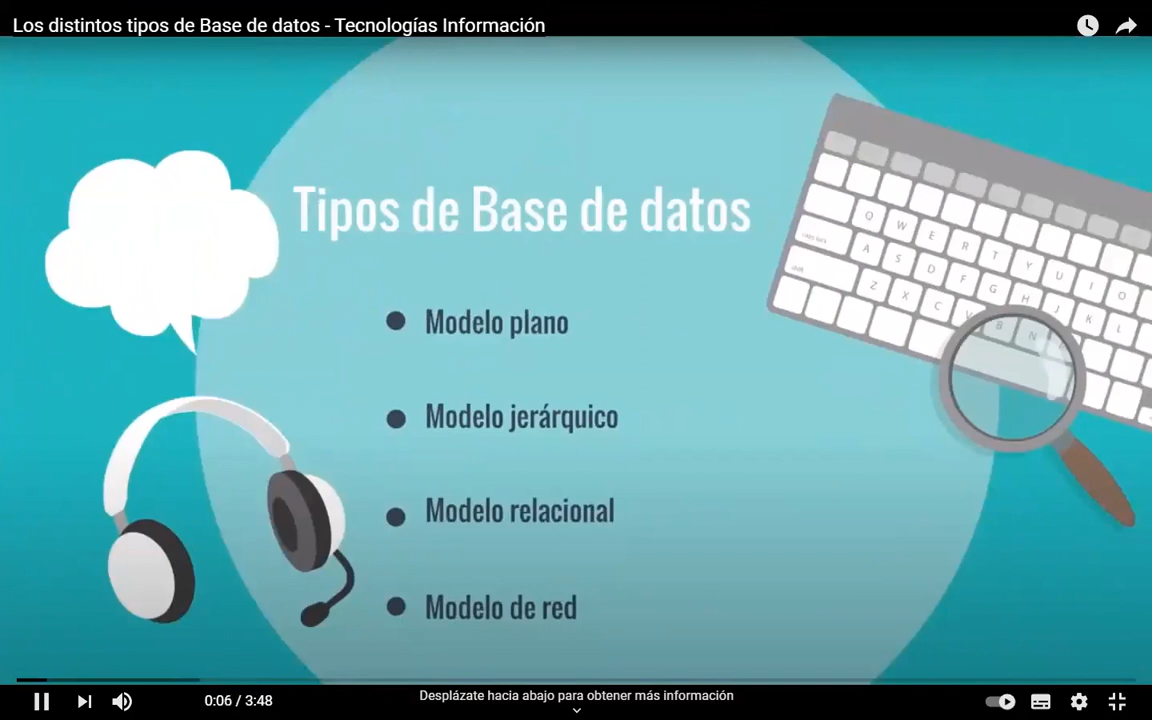 Los distintos tipos de Base de datos - Tecnologías Información
Tipos de Base de datos
Modelo plano
Modelo jerárquico
Modelo relacional
Modelo de red
Q W E R T Y U I O
A S D F G H J K L
Z X C V B N
0:06 / 3:48
Desplázate hacia abajo para obtener más información